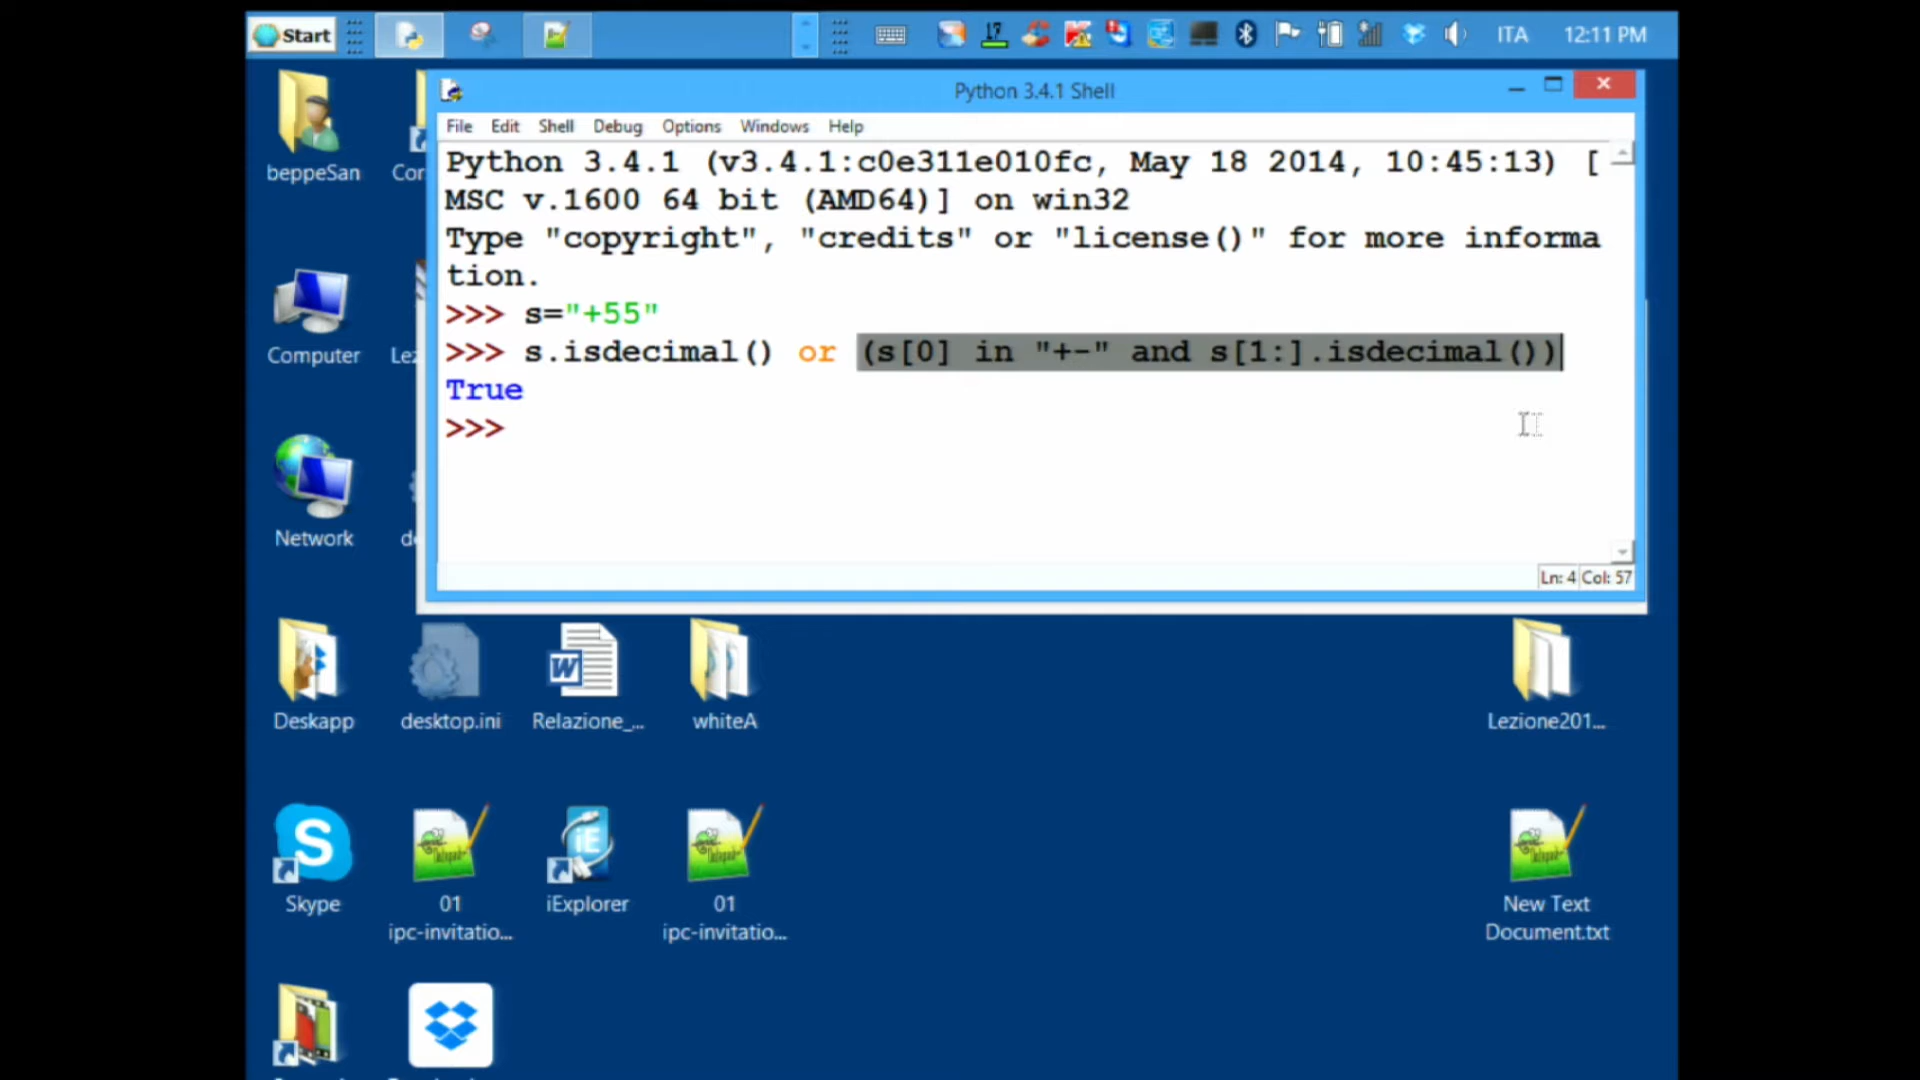 Start
17
ITA
12:11 PM
Python 3.4.1 Shell
File Edit Shell Debug Options Windows Help
Python 3.4.1 (v3.4.1:c0e311e010fc, May 18 2014, 10:45:13) [
MSC v.1600 64 bit (AMD64)] on win32
Type "copyright", "credits" or "license()" for more informa
tion.
>>> s="+55"
>>> s.isdecimal() or (s[0] in "+-" and s[1:].isdecimal())
True
>>>
Ln: 4 Col: 57
beppeSan
Computer
Network
Deskapp
desktop.ini
Relazione_...
whiteA
Lezione201...
Skype
01
ipc-invitatio...
iExplorer
01
ipc-invitatio...
New Text
Document.txt